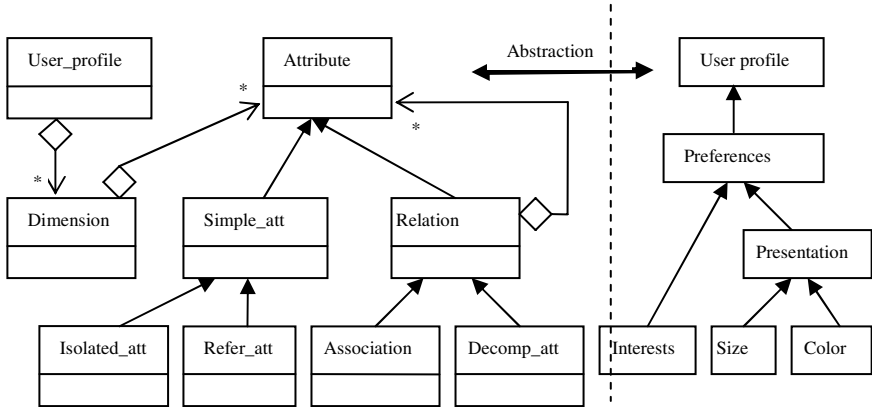 Abstraction
User_profile
Attribute
User profile
*
*
Preferences
*
Dimension
Simple_att
Relation
Presentation
Isolated_att
Refer_att
Association
Decomp_att
Interests
Size
Color